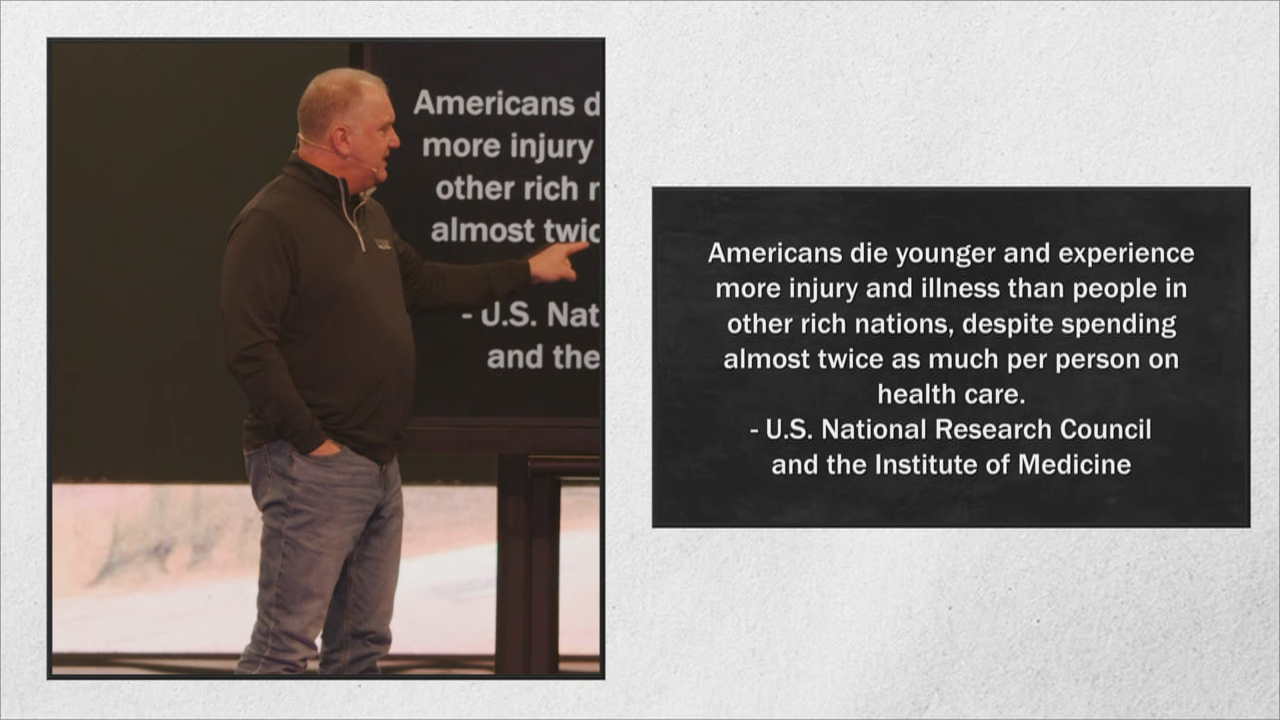 Americans d
more injury
other rich r
almost twic
- U.S. Nat
and the
Americans die younger and experience
more injury and illness than people in
other rich nations, despite spending
almost twice as much per person on
health care.
- U.S. National Research Council
and the Institute of Medicine